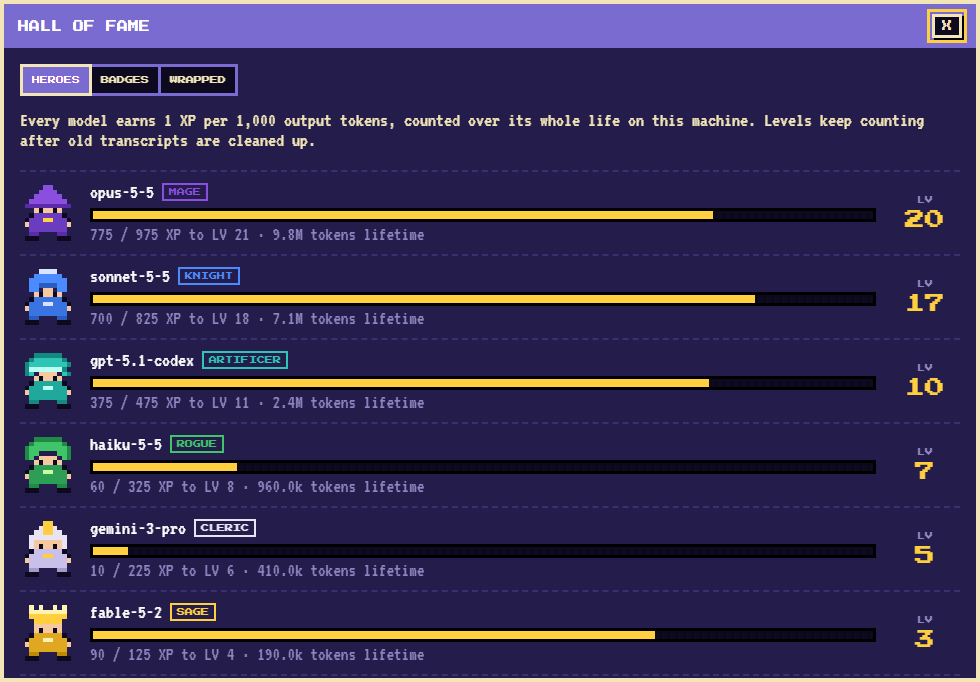 HALL OF FAME
X
HEROES BADGES WRAPPED
Every model earns 1 XP per 1,000 output tokens, counted over its whole life on this machine. Levels keep counting
after old transcripts are cleaned up.
opus-5-5 MAGE
775 / 975 XP to LV 21 · 9.8M tokens lifetime
LV
20
sonnet-5-5 KNIGHT
700 / 825 XP to LV 18 · 7.1M tokens lifetime
LV
17
gpt-5.1-codex ARTIFICER
375 / 475 XP to LV 11 · 2.4M tokens lifetime
LV
10
haiku-5-5 ROGUE
60 / 325 XP to LV 8 · 960.0k tokens lifetime
LV
7
gemini-3-pro CLERIC
10 / 225 XP to LV 6 · 410.0k tokens lifetime
LV
5
fable-5-2 SAGE
90 / 125 XP to LV 4 · 190.0k tokens lifetime
LV
3